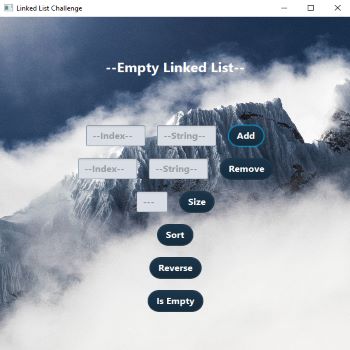 Linked List Challenge
--Empty Linked List--
--Index-- --String-- Add
--Index-- --String-- Remove
--- Size
Sort
Reverse
Is Empty